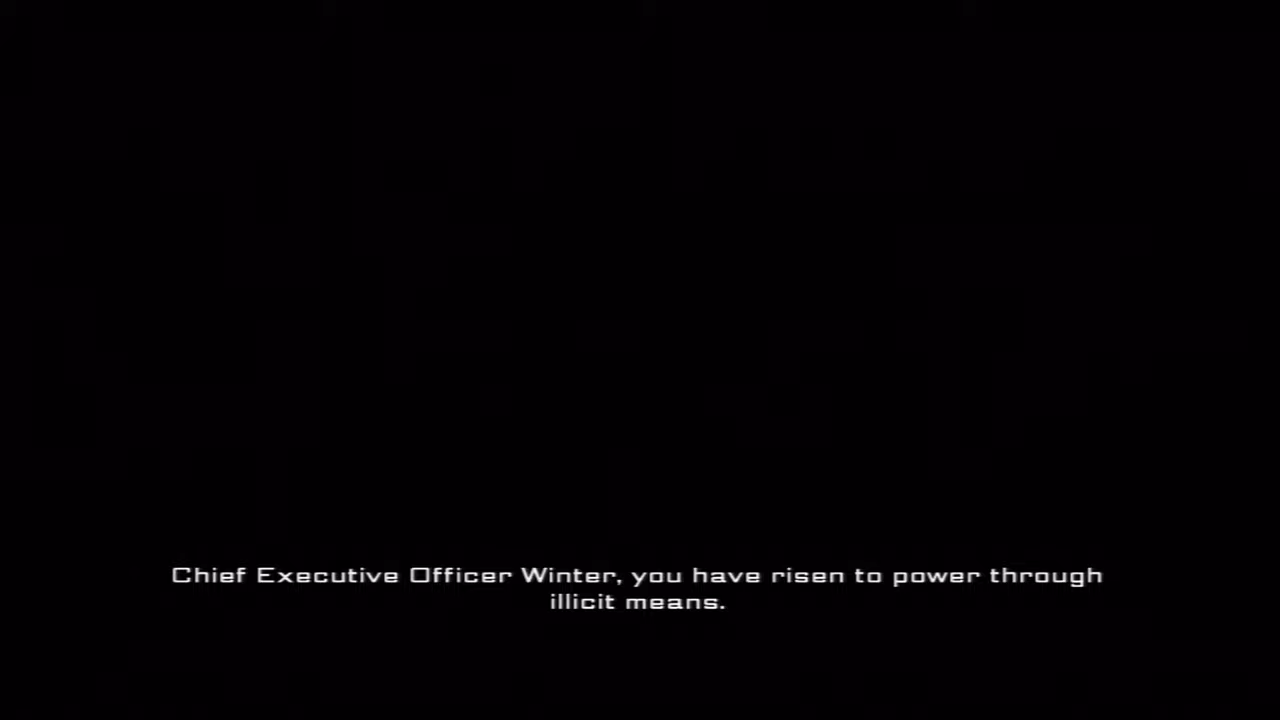 Chief Executive Officer Winter, you have risen to power through
illicit means.